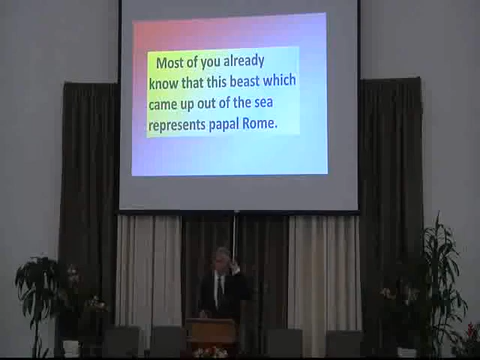 Most of you already
know that this beast which
came up out of the sea
represents papal Rome.